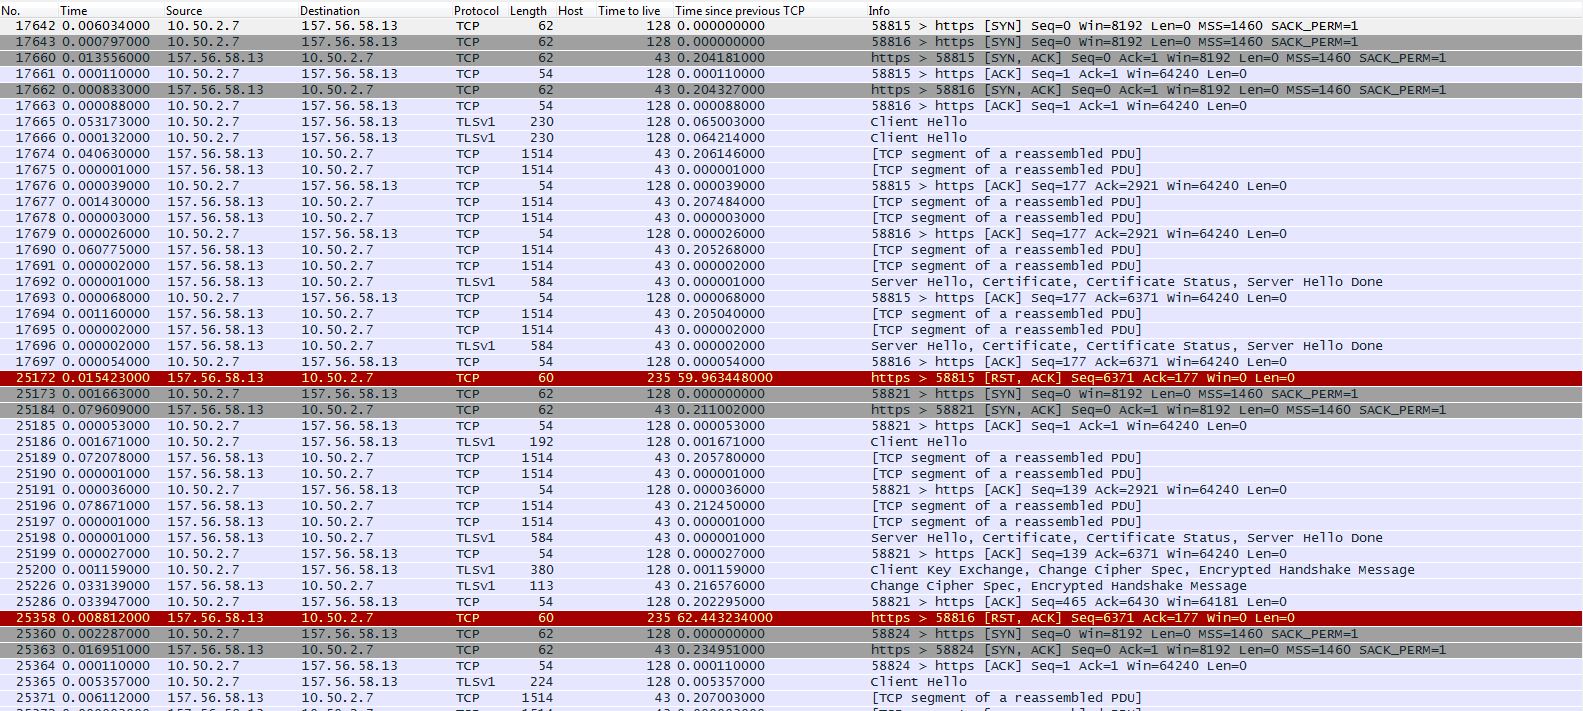 No. Time Source Destination Protocol Length Host Time to live Time since previous TCP Info
17642 0.006034000 10.50.2.7 157.56.58.13 TCP 62 128 0.000000000 58815 > https [SYN] Seq=0 Win=8192 Len=0 MSS=1460 SACK_PERM=1
17643 0.000797000 10.50.2.7 157.56.58.13 TCP 62 128 0.000000000 58816 > https [SYN] Seq=0 Win=8192 Len=0 MSS=1460 SACK_PERM=1
17660 0.013556000 157.56.58.13 10.50.2.7 TCP 62 43 0.204181000 https > 58815 [SYN, ACK] Seq=0 Ack=1 Win=8192 Len=0 MSS=1460 SACK_PERM=1
17661 0.000110000 10.50.2.7 157.56.58.13 TCP 54 128 0.000110000 58815 > https [ACK] Seq=1 Ack=1 Win=64240 Len=0
17662 0.000833000 157.56.58.13 10.50.2.7 TCP 62 43 0.204327000 https > 58816 [SYN, ACK] Seq=0 Ack=1 Win=8192 Len=0 MSS=1460 SACK_PERM=1
17663 0.000088000 10.50.2.7 157.56.58.13 TCP 54 128 0.000088000 58816 > https [ACK] Seq=1 Ack=1 Win=64240 Len=0
17665 0.053173000 10.50.2.7 157.56.58.13 TLSv1 230 128 0.065003000 Client Hello
17666 0.000132000 10.50.2.7 157.56.58.13 TLSv1 230 128 0.064214000 Client Hello
17674 0.040630000 157.56.58.13 10.50.2.7 TCP 1514 43 0.206146000 [TCP segment of a reassembled PDU]
17675 0.000001000 157.56.58.13 10.50.2.7 TCP 1514 43 0.000001000 [TCP segment of a reassembled PDU]
17676 0.000039000 10.50.2.7 157.56.58.13 TCP 54 128 0.000039000 58815 > https [ACK] Seq=177 Ack=2921 Win=64240 Len=0
17677 0.001430000 157.56.58.13 10.50.2.7 TCP 1514 43 0.207484000 [TCP segment of a reassembled PDU]
17678 0.000003000 157.56.58.13 10.50.2.7 TCP 1514 43 0.000003000 [TCP segment of a reassembled PDU]
17679 0.000026000 10.50.2.7 157.56.58.13 TCP 54 128 0.000026000 58816 > https [ACK] Seq=177 Ack=2921 Win=64240 Len=0
17690 0.060775000 157.56.58.13 10.50.2.7 TCP 1514 43 0.205268000 [TCP segment of a reassembled PDU]
17691 0.000002000 157.56.58.13 10.50.2.7 TCP 1514 43 0.000002000 [TCP segment of a reassembled PDU]
17692 0.000001000 157.56.58.13 10.50.2.7 TLSv1 584 43 0.000001000 Server Hello, Certificate, Certificate Status, Server Hello Done
17693 0.000068000 10.50.2.7 157.56.58.13 TCP 54 128 0.000068000 58815 > https [ACK] Seq=177 Ack=6371 Win=64240 Len=0
17694 0.001160000 157.56.58.13 10.50.2.7 TCP 1514 43 0.205040000 [TCP segment of a reassembled PDU]
17695 0.000002000 157.56.58.13 10.50.2.7 TCP 1514 43 0.000002000 [TCP segment of a reassembled PDU]
17696 0.000002000 157.56.58.13 10.50.2.7 TLSv1 584 43 0.000002000 Server Hello, Certificate, Certificate Status, Server Hello Done
17697 0.000054000 10.50.2.7 157.56.58.13 TCP 54 128 0.000054000 58816 > https [ACK] Seq=177 Ack=6371 Win=64240 Len=0
25172 0.015423000 157.56.58.13 10.50.2.7 TCP 60 235 59.963448000 https > 58815 [RST, ACK] Seq=6371 Ack=177 Win=0 Len=0
25173 0.001663000 10.50.2.7 157.56.58.13 TCP 62 128 0.000000000 58821 > https [SYN] Seq=0 Win=8192 Len=0 MSS=1460 SACK_PERM=1
25184 0.079609000 157.56.58.13 10.50.2.7 TCP 62 43 0.211002000 https > 58821 [SYN, ACK] Seq=0 Ack=1 Win=8192 Len=0 MSS=1460 SACK_PERM=1
25185 0.000053000 10.50.2.7 157.56.58.13 TCP 54 128 0.000053000 58821 > https [ACK] Seq=1 Ack=1 Win=64240 Len=0
25186 0.001671000 10.50.2.7 157.56.58.13 TLSv1 192 128 0.001671000 Client Hello
25189 0.072078000 157.56.58.13 10.50.2.7 TCP 1514 43 0.205780000 [TCP segment of a reassembled PDU]
25190 0.000001000 157.56.58.13 10.50.2.7 TCP 1514 43 0.000001000 [TCP segment of a reassembled PDU]
25191 0.000036000 10.50.2.7 157.56.58.13 TCP 54 128 0.000036000 58821 > https [ACK] Seq=139 Ack=2921 Win=64240 Len=0
25196 0.078671000 157.56.58.13 10.50.2.7 TCP 1514 43 0.212450000 [TCP segment of a reassembled PDU]
25197 0.000001000 157.56.58.13 10.50.2.7 TCP 1514 43 0.000001000 [TCP segment of a reassembled PDU]
25198 0.000001000 157.56.58.13 10.50.2.7 TLSv1 584 43 0.000001000 Server Hello, Certificate, Certificate Status, Server Hello Done
25199 0.000027000 10.50.2.7 157.56.58.13 TCP 54 128 0.000027000 58821 > https [ACK] Seq=139 Ack=6371 Win=64240 Len=0
25200 0.001159000 10.50.2.7 157.56.58.13 TLSv1 380 128 0.001159000 Client Key Exchange, Change Cipher Spec, Encrypted Handshake Message
25226 0.033139000 157.56.58.13 10.50.2.7 TLSv1 113 43 0.216576000 Change Cipher Spec, Encrypted Handshake Message
25286 0.033947000 10.50.2.7 157.56.58.13 TCP 54 128 0.202295000 58821 > https [ACK] Seq=465 Ack=6430 Win=64181 Len=0
25358 0.008812000 157.56.58.13 10.50.2.7 TCP 60 235 62.443234000 https > 58816 [RST, ACK] Seq=6371 Ack=177 Win=0 Len=0
25360 0.002287000 10.50.2.7 157.56.58.13 TCP 62 128 0.000000000 58824 > https [SYN] Seq=0 Win=8192 Len=0 MSS=1460 SACK_PERM=1
25363 0.016951000 157.56.58.13 10.50.2.7 TCP 62 43 0.234951000 https > 58824 [SYN, ACK] Seq=0 Ack=1 Win=8192 Len=0 MSS=1460 SACK_PERM=1
25364 0.000110000 10.50.2.7 157.56.58.13 TCP 54 128 0.000110000 58824 > https [ACK] Seq=1 Ack=1 Win=64240 Len=0
25365 0.005357000 10.50.2.7 157.56.58.13 TLSv1 224 128 0.005357000 Client Hello
25371 0.006112000 157.56.58.13 10.50.2.7 TCP 1514 43 0.207003000 [TCP segment of a reassembled PDU]